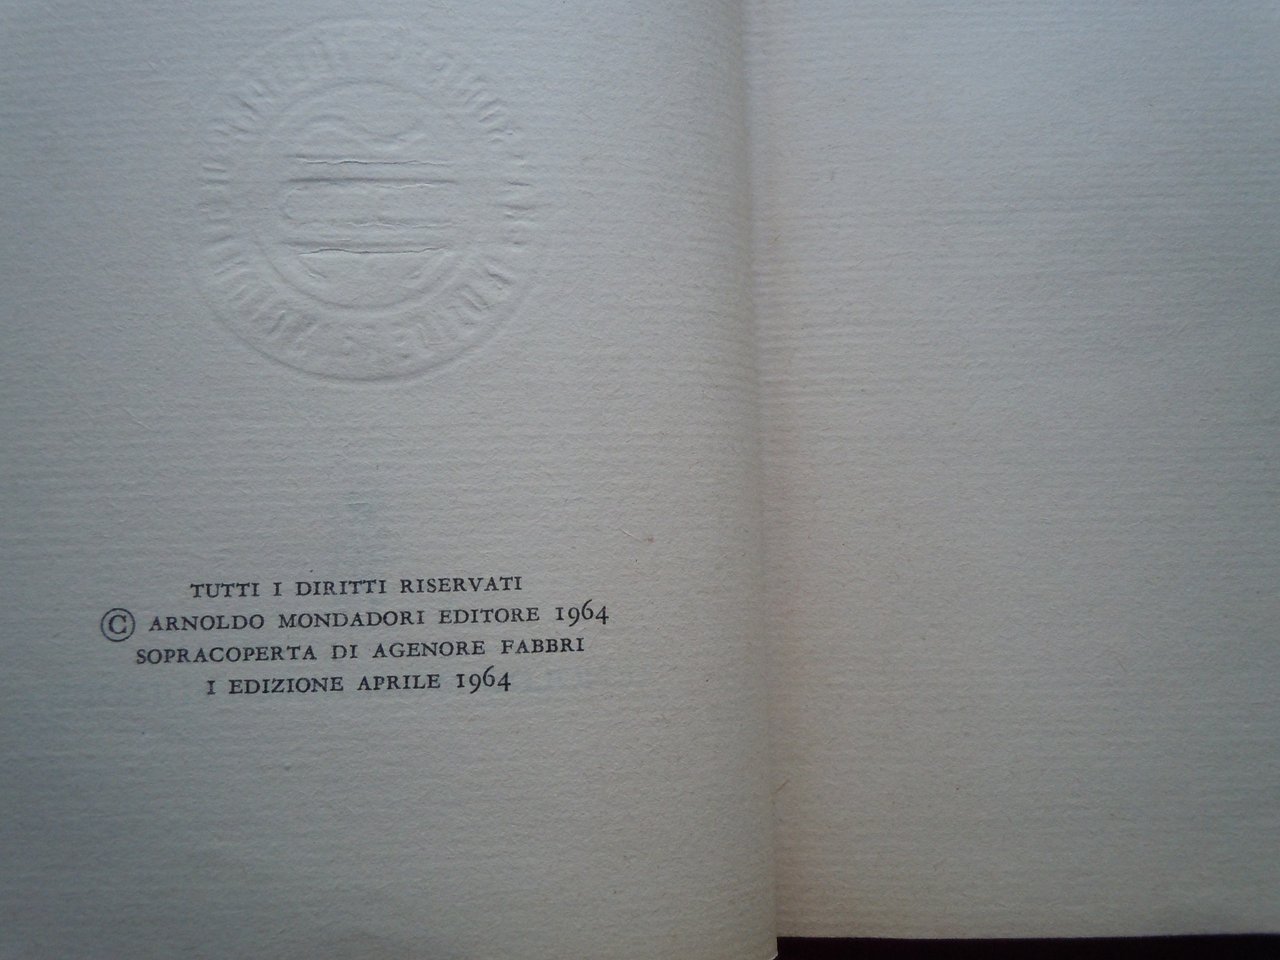 TUTTI I DIRITTI RISERVATI
© ARNOLDO MONDADORI EDITORE 1964
SOPRACOPERTA DI AGENORE FABBRI
I EDIZIONE APRILE 1964